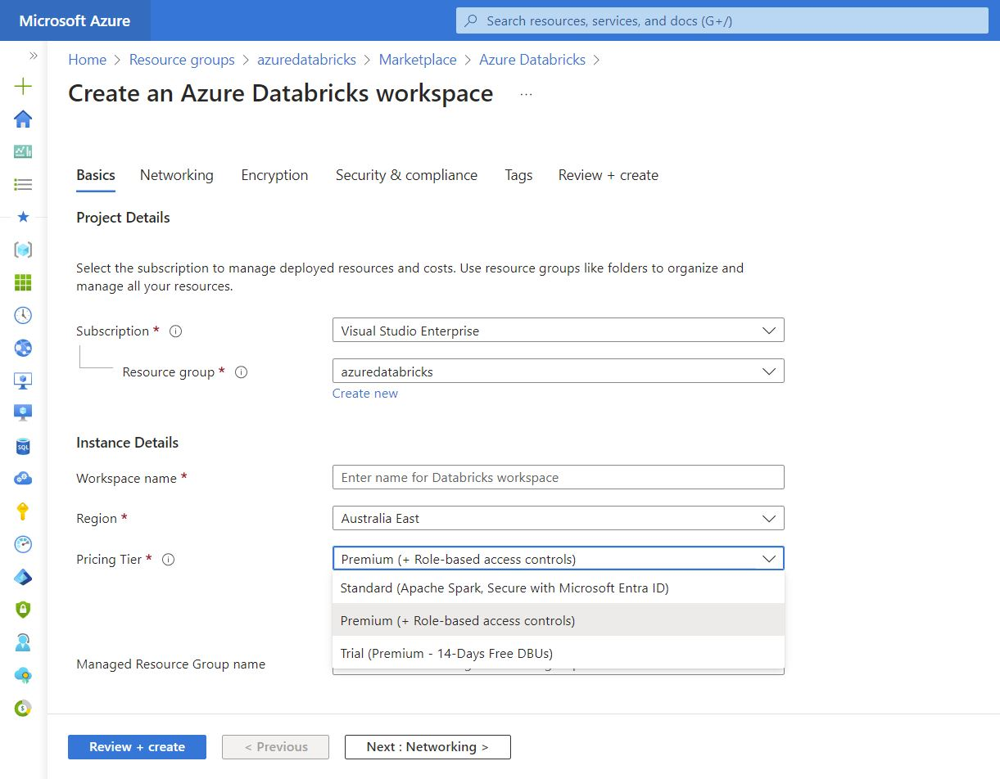 Microsoft Azure
Search resources, services, and docs (G+/)
Home > Resource groups > azuredatabricks > Marketplace > Azure Databricks >
Create an Azure Databricks workspace ...
Basics Networking Encryption Security & compliance Tags Review + create
Project Details
Select the subscription to manage deployed resources and costs. Use resource groups like folders to organize and
manage all your resources.
Subscription * Visual Studio Enterprise
Resource group * azuredatabricks
Create new
Instance Details
Workspace name * Enter name for Databricks workspace
Region * Australia East
Pricing Tier * Premium (+ Role-based access controls)
Standard (Apache Spark, Secure with Microsoft Entra ID)
Premium (+ Role-based access controls)
Trial (Premium - 14-Days Free DBUs)
Managed Resource Group name
Review + create < Previous Next : Networking >
SQL